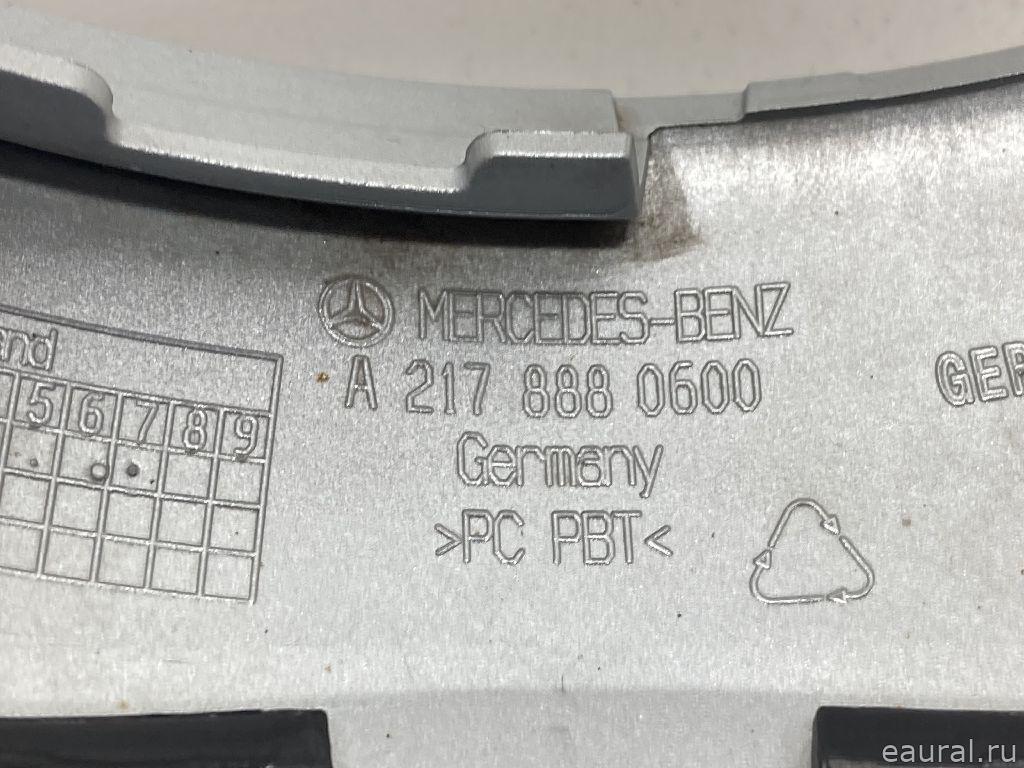 MERCEDES-BENZ
A 217 888 0600
Germany
>PC PBT<
5 6 7 8 9
eaural.ru